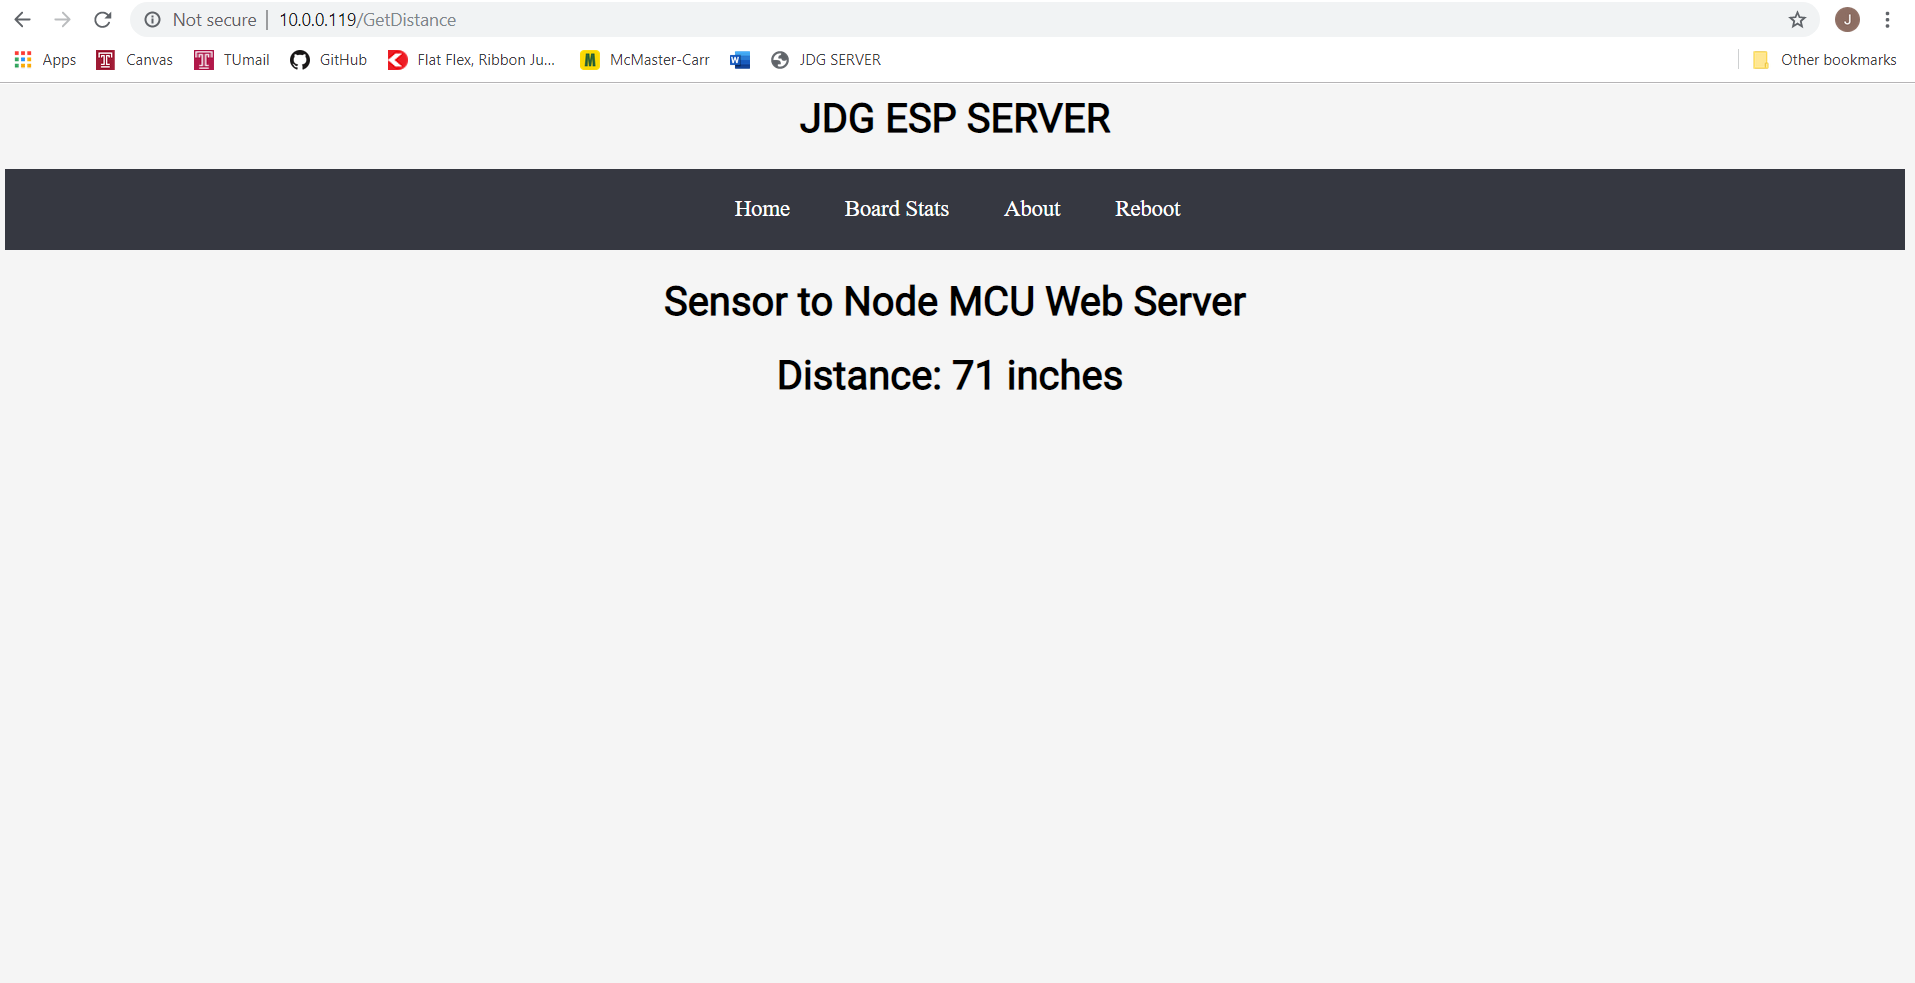 Not secure | 10.0.0.119/GetDistance J
Apps Canvas TUmail GitHub Flat Flex, Ribbon Ju... McMaster-Carr JDG SERVER Other bookmarks
JDG ESP SERVER
Home Board Stats About Reboot
Sensor to Node MCU Web Server
Distance: 71 inches